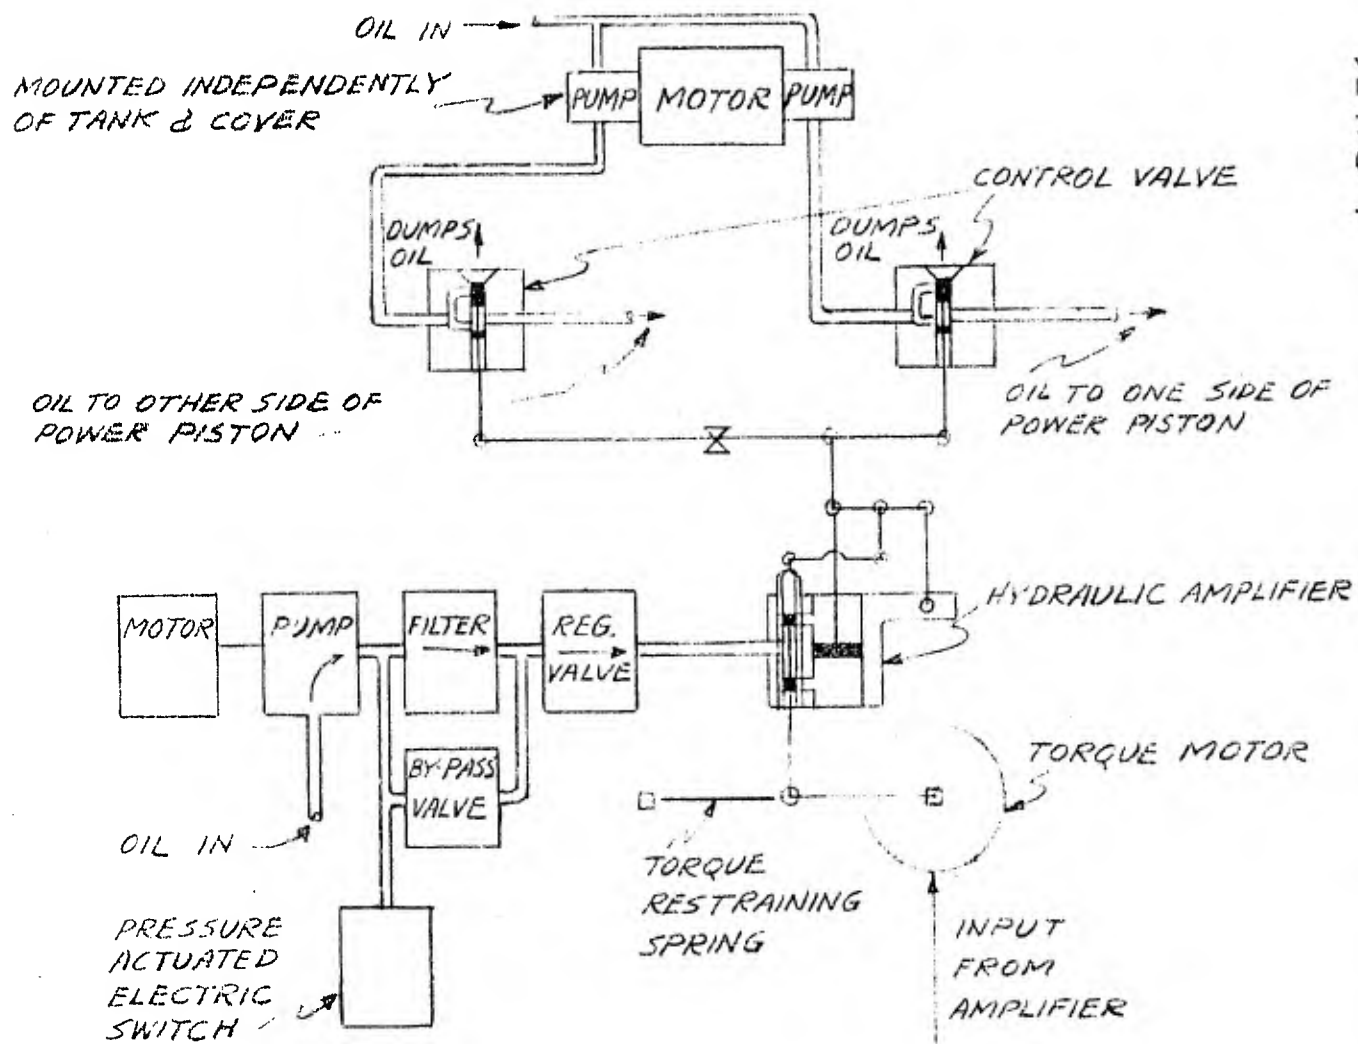 OIL IN
MOUNTED INDEPENDENTLY
OF TANK & COVER
PUMP
MOTOR
PUMP
CONTROL VALVE
DUMPS
OIL
DUMPS
OIL
OIL TO OTHER SIDE OF
POWER PISTON
OIL TO ONE SIDE OF
POWER PISTON
HYDRAULIC AMPLIFIER
MOTOR
PUMP
FILTER
REG.
VALVE
BY-PASS
VALVE
TORQUE MOTOR
OIL IN
TORQUE
RESTRAINING
SPRING
PRESSURE
ACTUATED
ELECTRIC
SWITCH
INPUT
FROM
AMPLIFIER